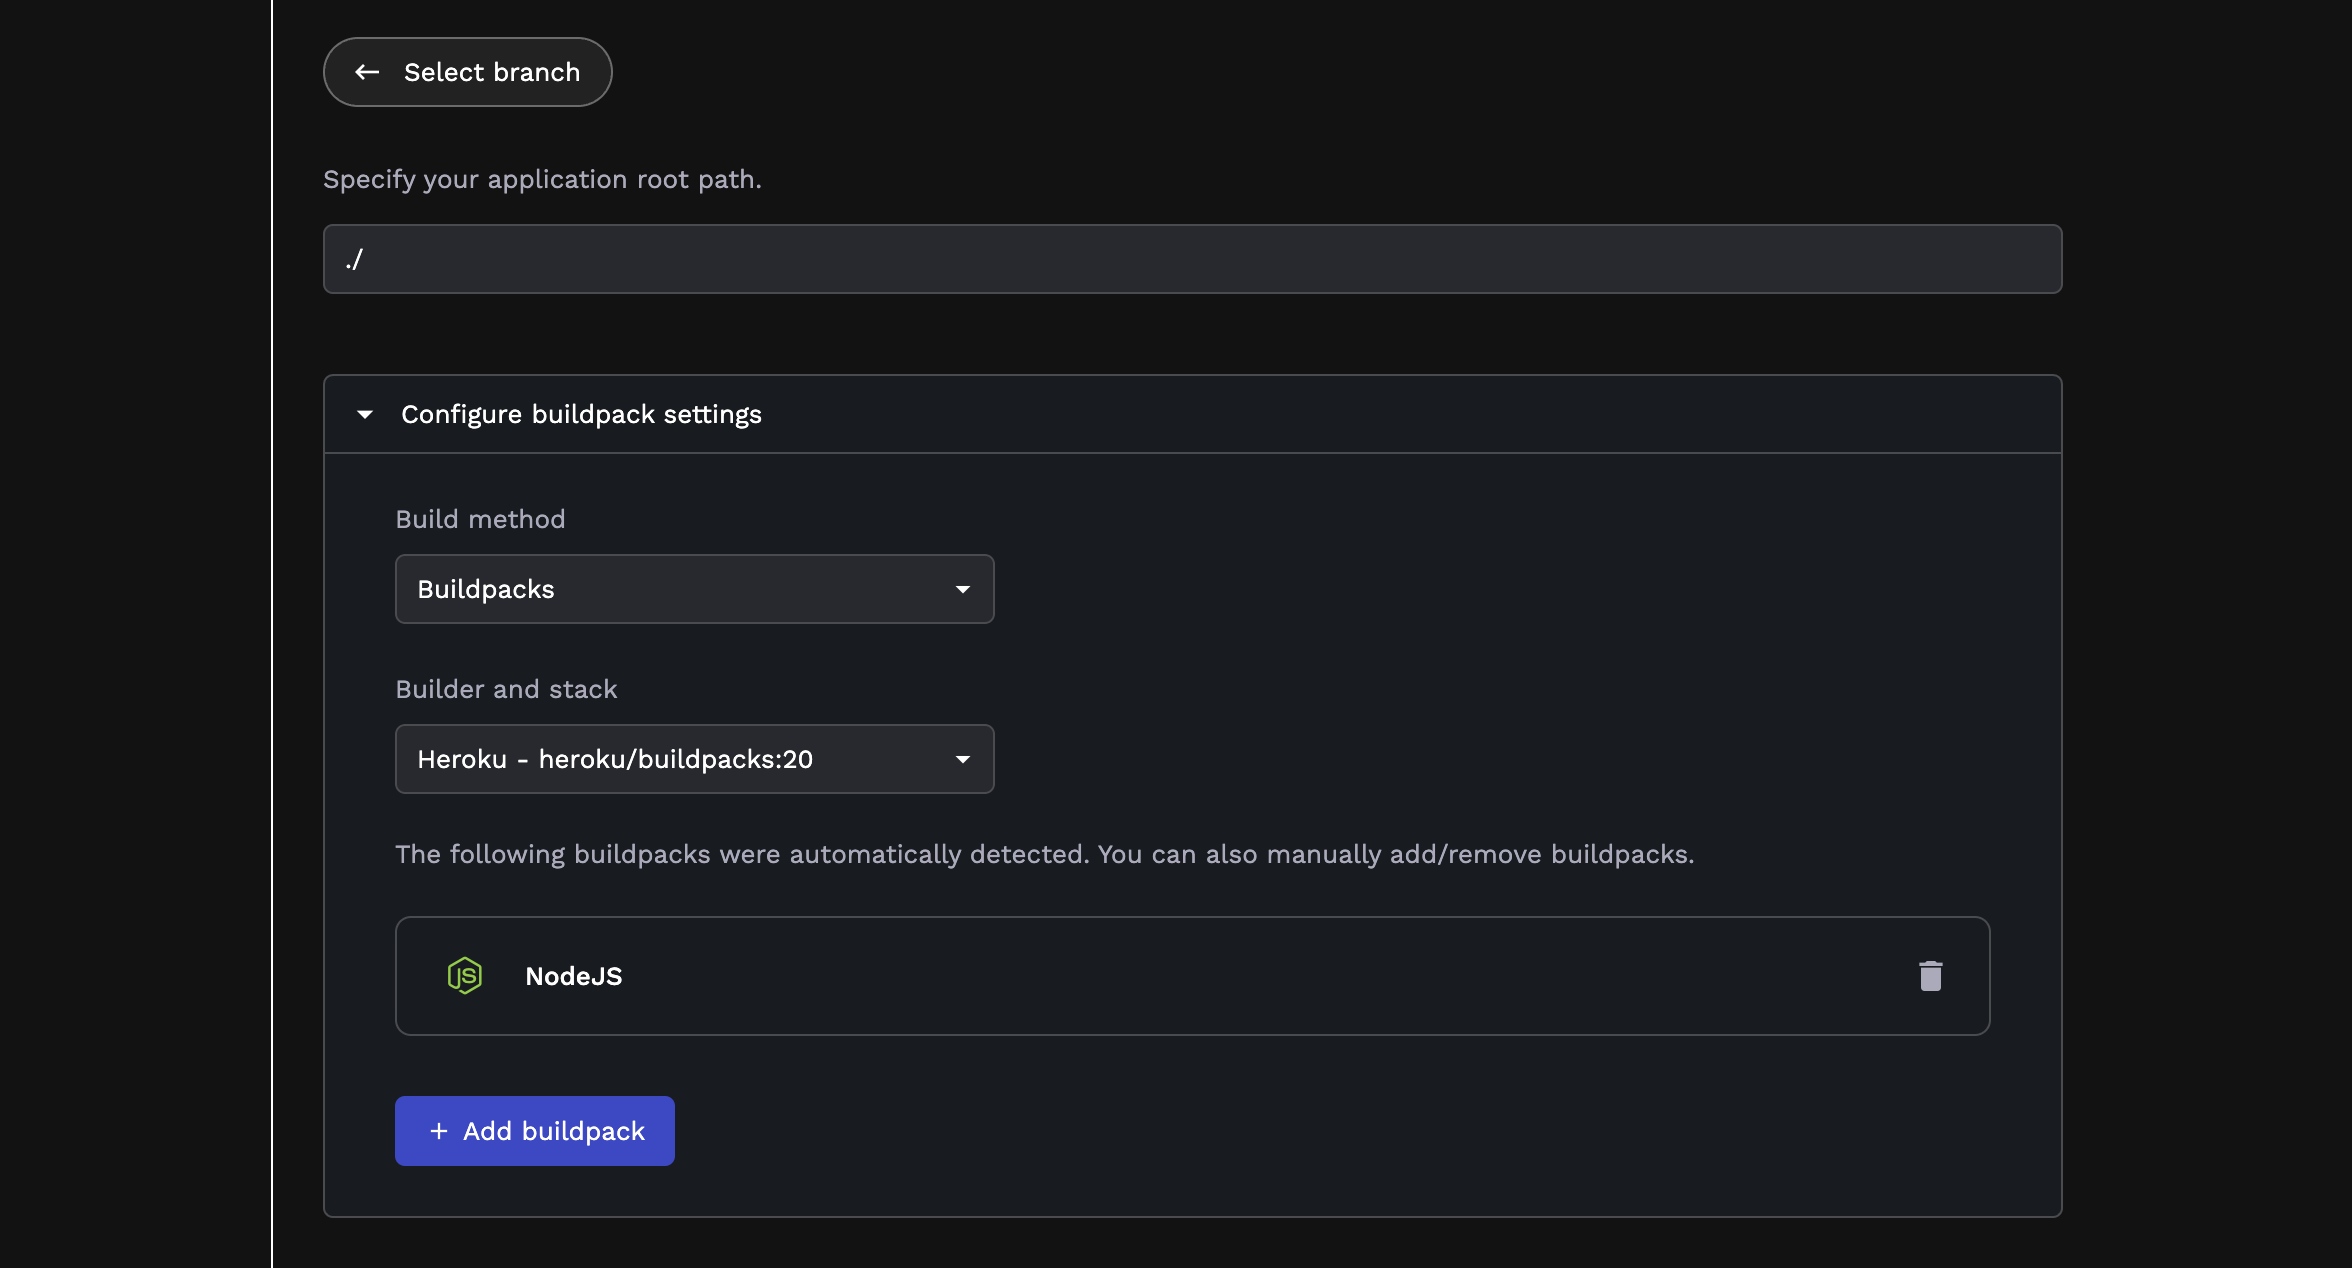 Select branch
Specify your application root path.
./
Configure buildpack settings
Build method
Buildpacks
Builder and stack
Heroku - heroku/buildpacks:20
The following buildpacks were automatically detected. You can also manually add/remove buildpacks.
JS NodeJS
+ Add buildpack